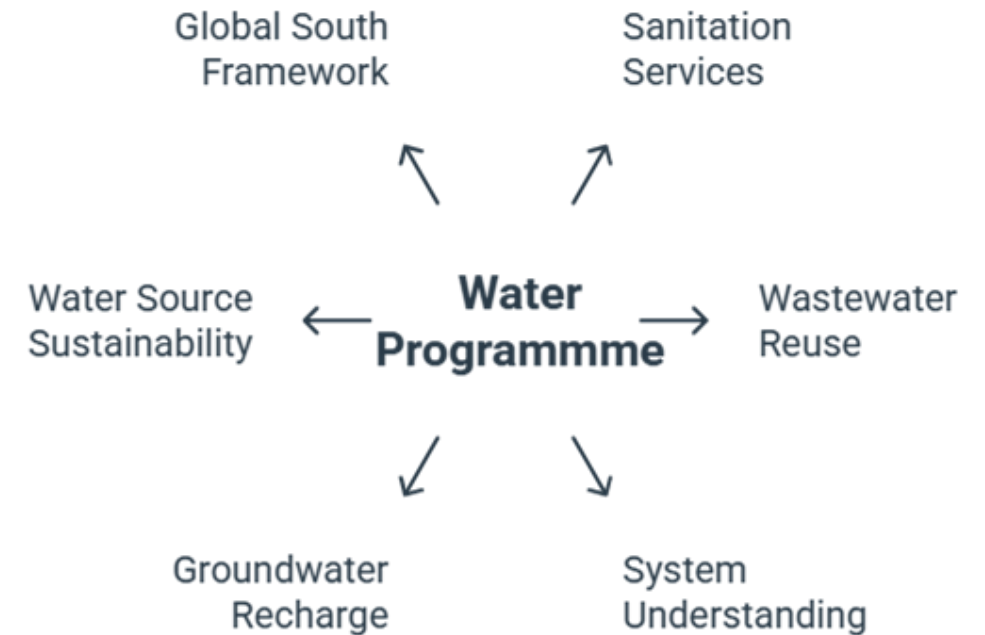 Global South
Framework
Sanitation
Services
Water Source
Sustainability
Water
Programmme
Wastewater
Reuse
Groundwater
Recharge
System
Understanding